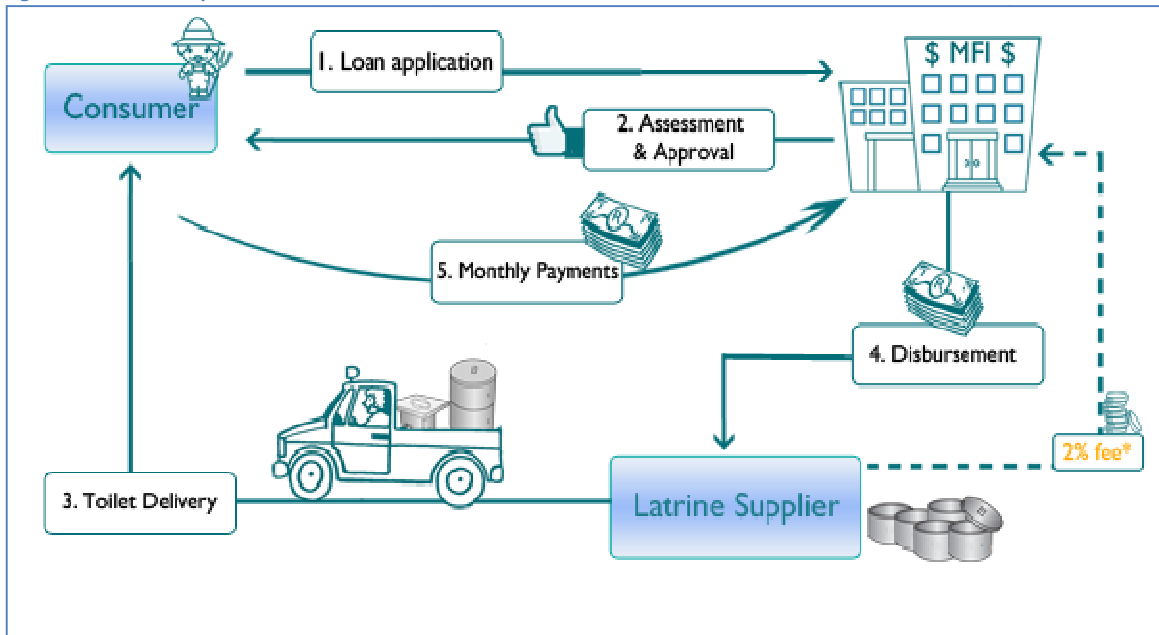 1. Loan application
$ MFI $
Consumer
2. Assessment
& Approval
5. Monthly Payments
4. Disbursement
2% fee*
3. Toilet Delivery
Latrine Supplier